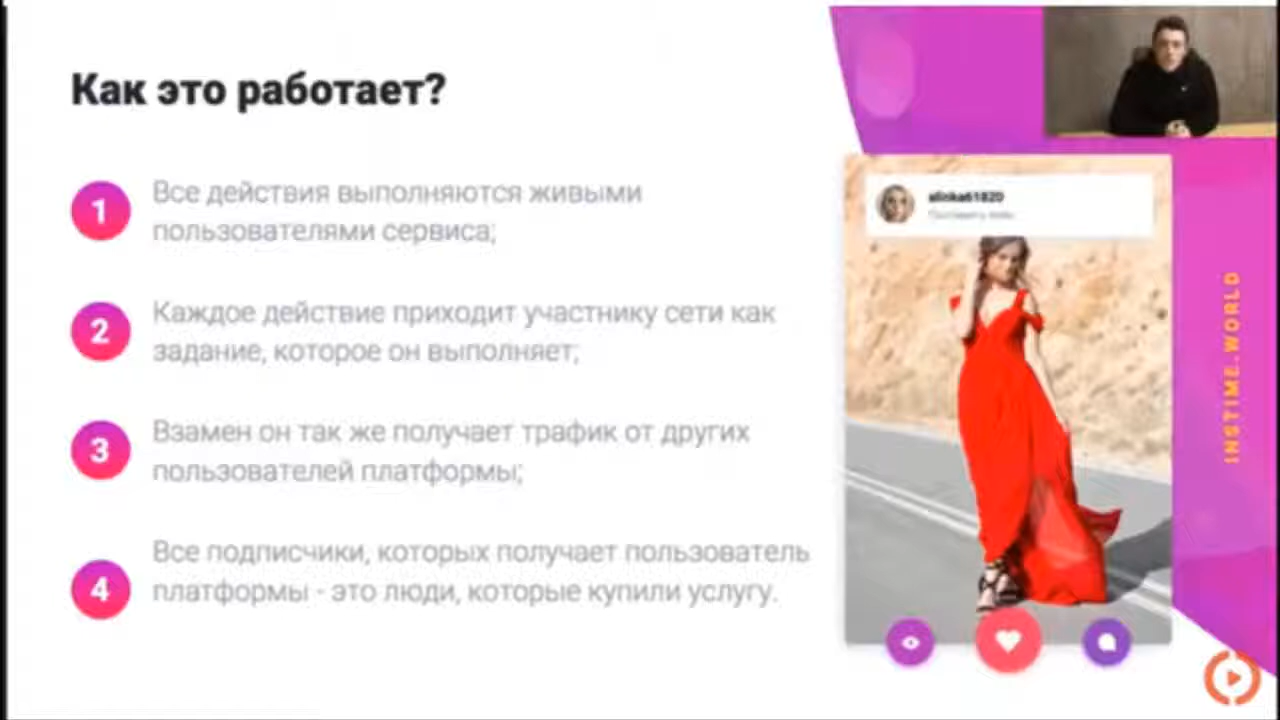 Как это работает?
1
Все действия выполняются живыми
пользователями сервиса;
2
Каждое действие приходит участнику сети как
задание, которое он выполняет;
3
Взамен он так же получает трафик от других
пользователей платформы;
4
Все подписчики, которых получает пользователь
платформы - это люди, которые купили услугу.
alinka61820
INSTIME.WORLD